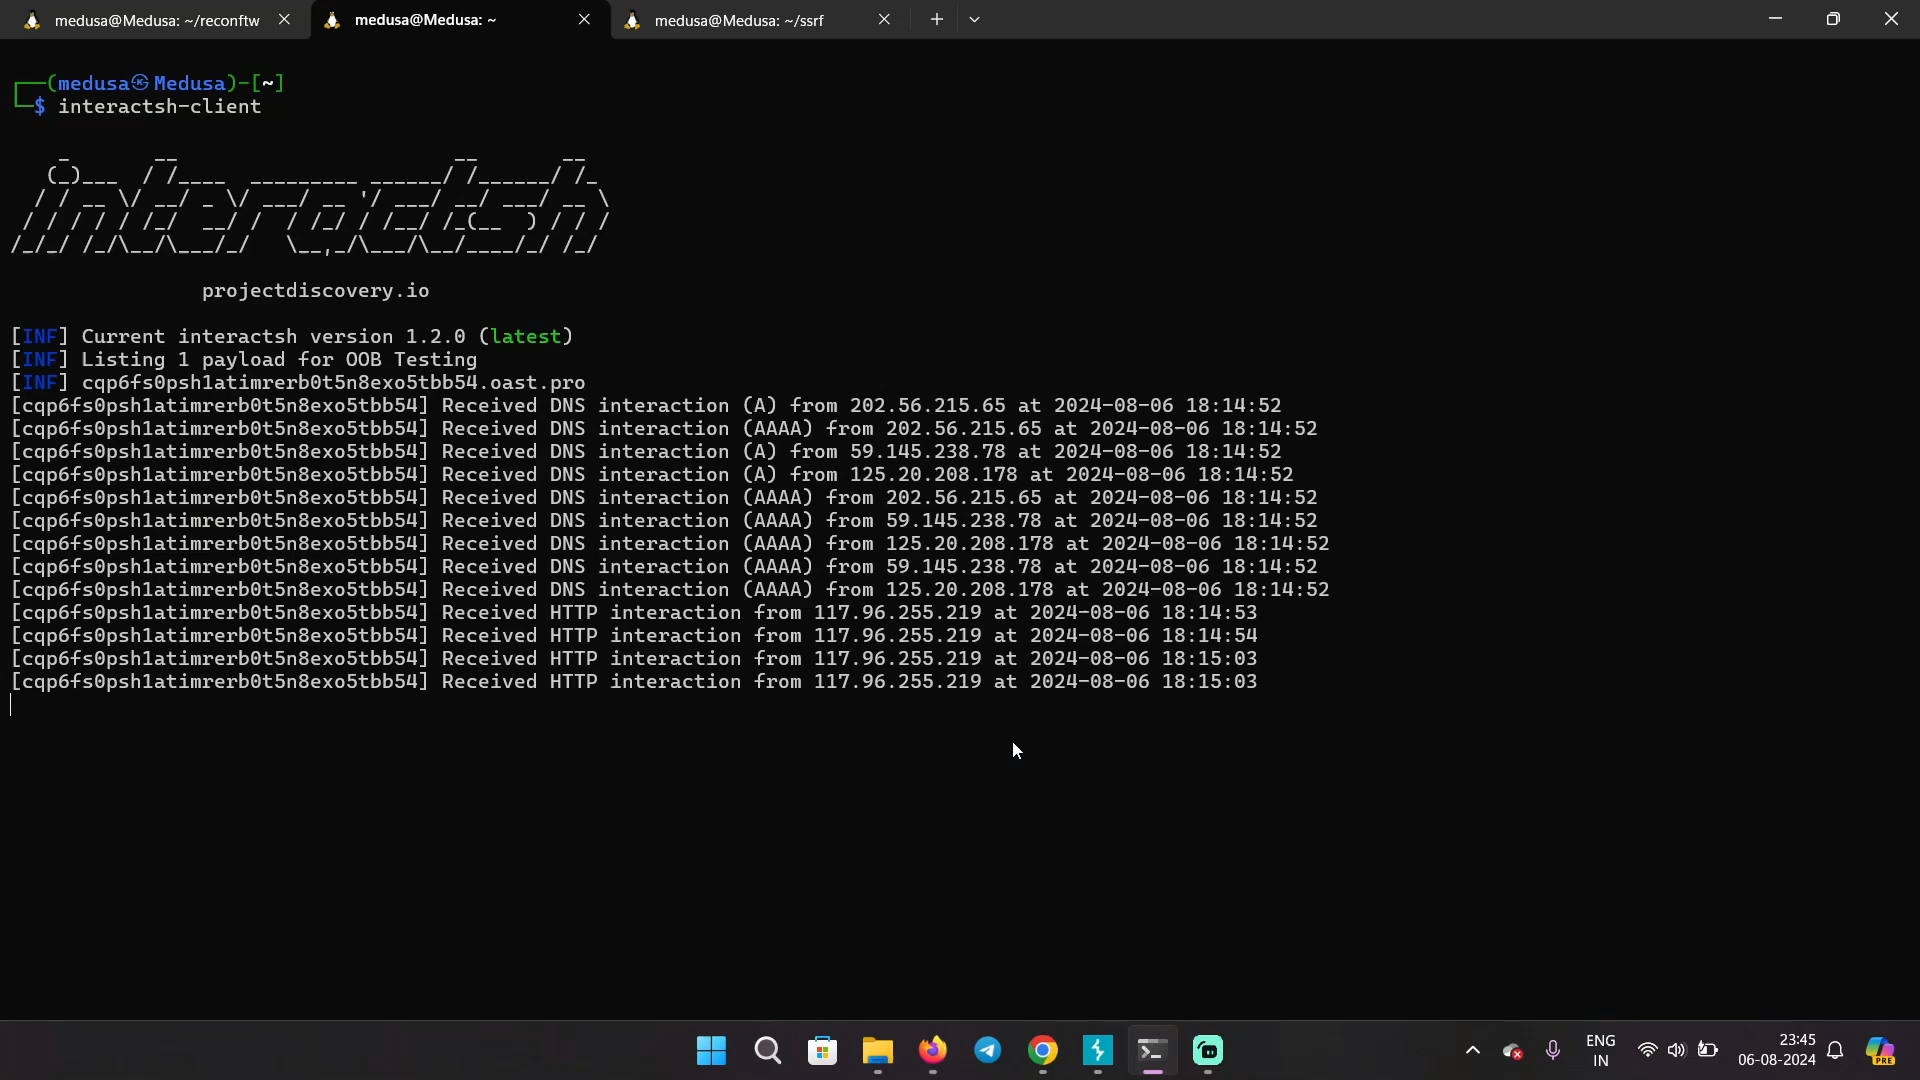 medusa@Medusa: ~/reconftw
medusa@Medusa: ~
medusa@Medusa: ~/ssrf
(medusa㉿Medusa)-[~]
$ interactsh-client
interactsh
projectdiscovery.io
[INF] Current interactsh version 1.2.0 (latest)
[INF] Listing 1 payload for OOB Testing
[INF] cqp6fs0psh1atimrerb0t5n8exo5tbb54.oast.pro
[cqp6fs0psh1atimrerb0t5n8exo5tbb54] Received DNS interaction (A) from 202.56.215.65 at 2024-08-06 18:14:52
[cqp6fs0psh1atimrerb0t5n8exo5tbb54] Received DNS interaction (AAAA) from 202.56.215.65 at 2024-08-06 18:14:52
[cqp6fs0psh1atimrerb0t5n8exo5tbb54] Received DNS interaction (A) from 59.145.238.78 at 2024-08-06 18:14:52
[cqp6fs0psh1atimrerb0t5n8exo5tbb54] Received DNS interaction (A) from 125.20.208.178 at 2024-08-06 18:14:52
[cqp6fs0psh1atimrerb0t5n8exo5tbb54] Received DNS interaction (AAAA) from 202.56.215.65 at 2024-08-06 18:14:52
[cqp6fs0psh1atimrerb0t5n8exo5tbb54] Received DNS interaction (AAAA) from 59.145.238.78 at 2024-08-06 18:14:52
[cqp6fs0psh1atimrerb0t5n8exo5tbb54] Received DNS interaction (AAAA) from 125.20.208.178 at 2024-08-06 18:14:52
[cqp6fs0psh1atimrerb0t5n8exo5tbb54] Received DNS interaction (AAAA) from 59.145.238.78 at 2024-08-06 18:14:52
[cqp6fs0psh1atimrerb0t5n8exo5tbb54] Received DNS interaction (AAAA) from 125.20.208.178 at 2024-08-06 18:14:52
[cqp6fs0psh1atimrerb0t5n8exo5tbb54] Received HTTP interaction from 117.96.255.219 at 2024-08-06 18:14:53
[cqp6fs0psh1atimrerb0t5n8exo5tbb54] Received HTTP interaction from 117.96.255.219 at 2024-08-06 18:14:54
[cqp6fs0psh1atimrerb0t5n8exo5tbb54] Received HTTP interaction from 117.96.255.219 at 2024-08-06 18:15:03
[cqp6fs0psh1atimrerb0t5n8exo5tbb54] Received HTTP interaction from 117.96.255.219 at 2024-08-06 18:15:03
ENG
IN
23:45
06-08-2024
PRE